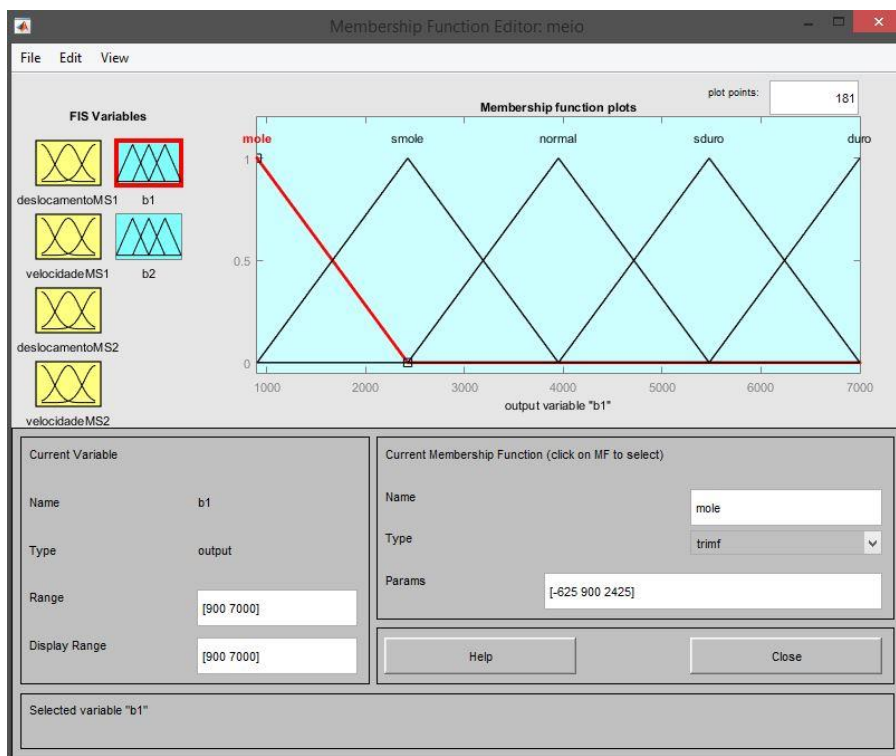 Membership Function Editor: meio
File Edit View
FIS Variables
deslocamentoMS1
b1
velocidadeMS1
b2
deslocamentoMS2
velocidadeMS2
plot points: 181
Membership function plots
mole smole normal sduro duro
1
0.5
0
1000 2000 3000 4000 5000 6000 7000
output variable "b1"
Current Variable
Name b1
Type output
Range [900 7000]
Display Range [900 7000]
Current Membership Function (click on MF to select)
Name mole
Type trimf
Params [-625 900 2425]
Help Close
Selected variable "b1"